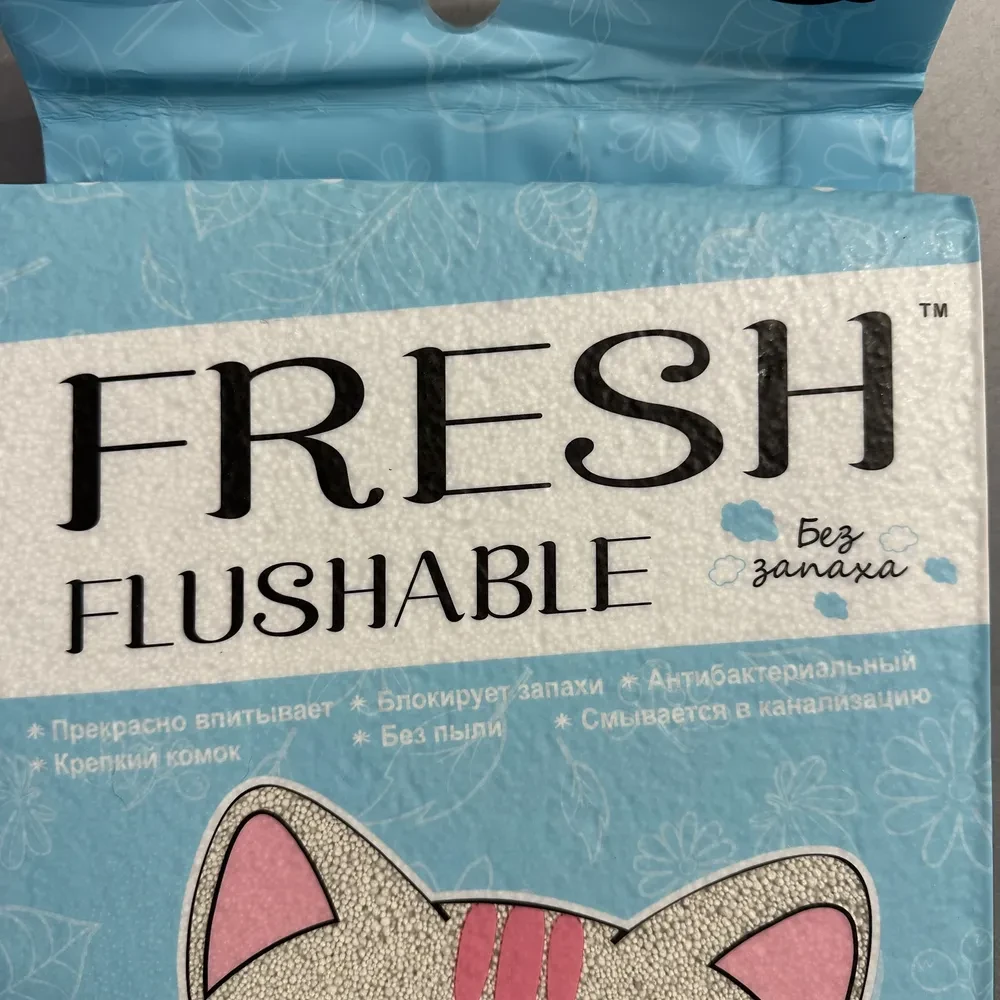 FRESH™
FLUSHABLE
Без
запаха
* Прекрасно впитывает * Блокирует запахи * Антибактериальный
* Крепкий комок * Без пыли * Смывается в канализацию